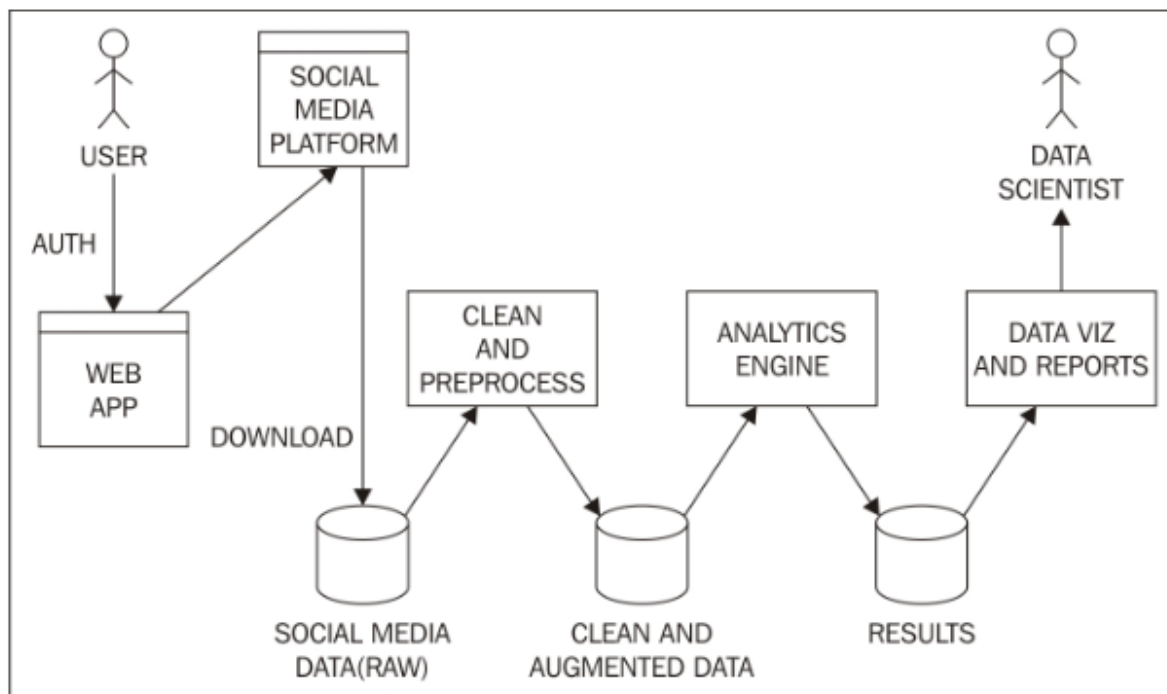 USER
SOCIAL
MEDIA
PLATFORM
DATA
SCIENTIST
AUTH
WEB
APP
CLEAN
AND
PREPROCESS
ANALYTICS
ENGINE
DATA VIZ
AND REPORTS
DOWNLOAD
SOCIAL MEDIA
DATA(RAW)
CLEAN AND
AUGMENTED DATA
RESULTS